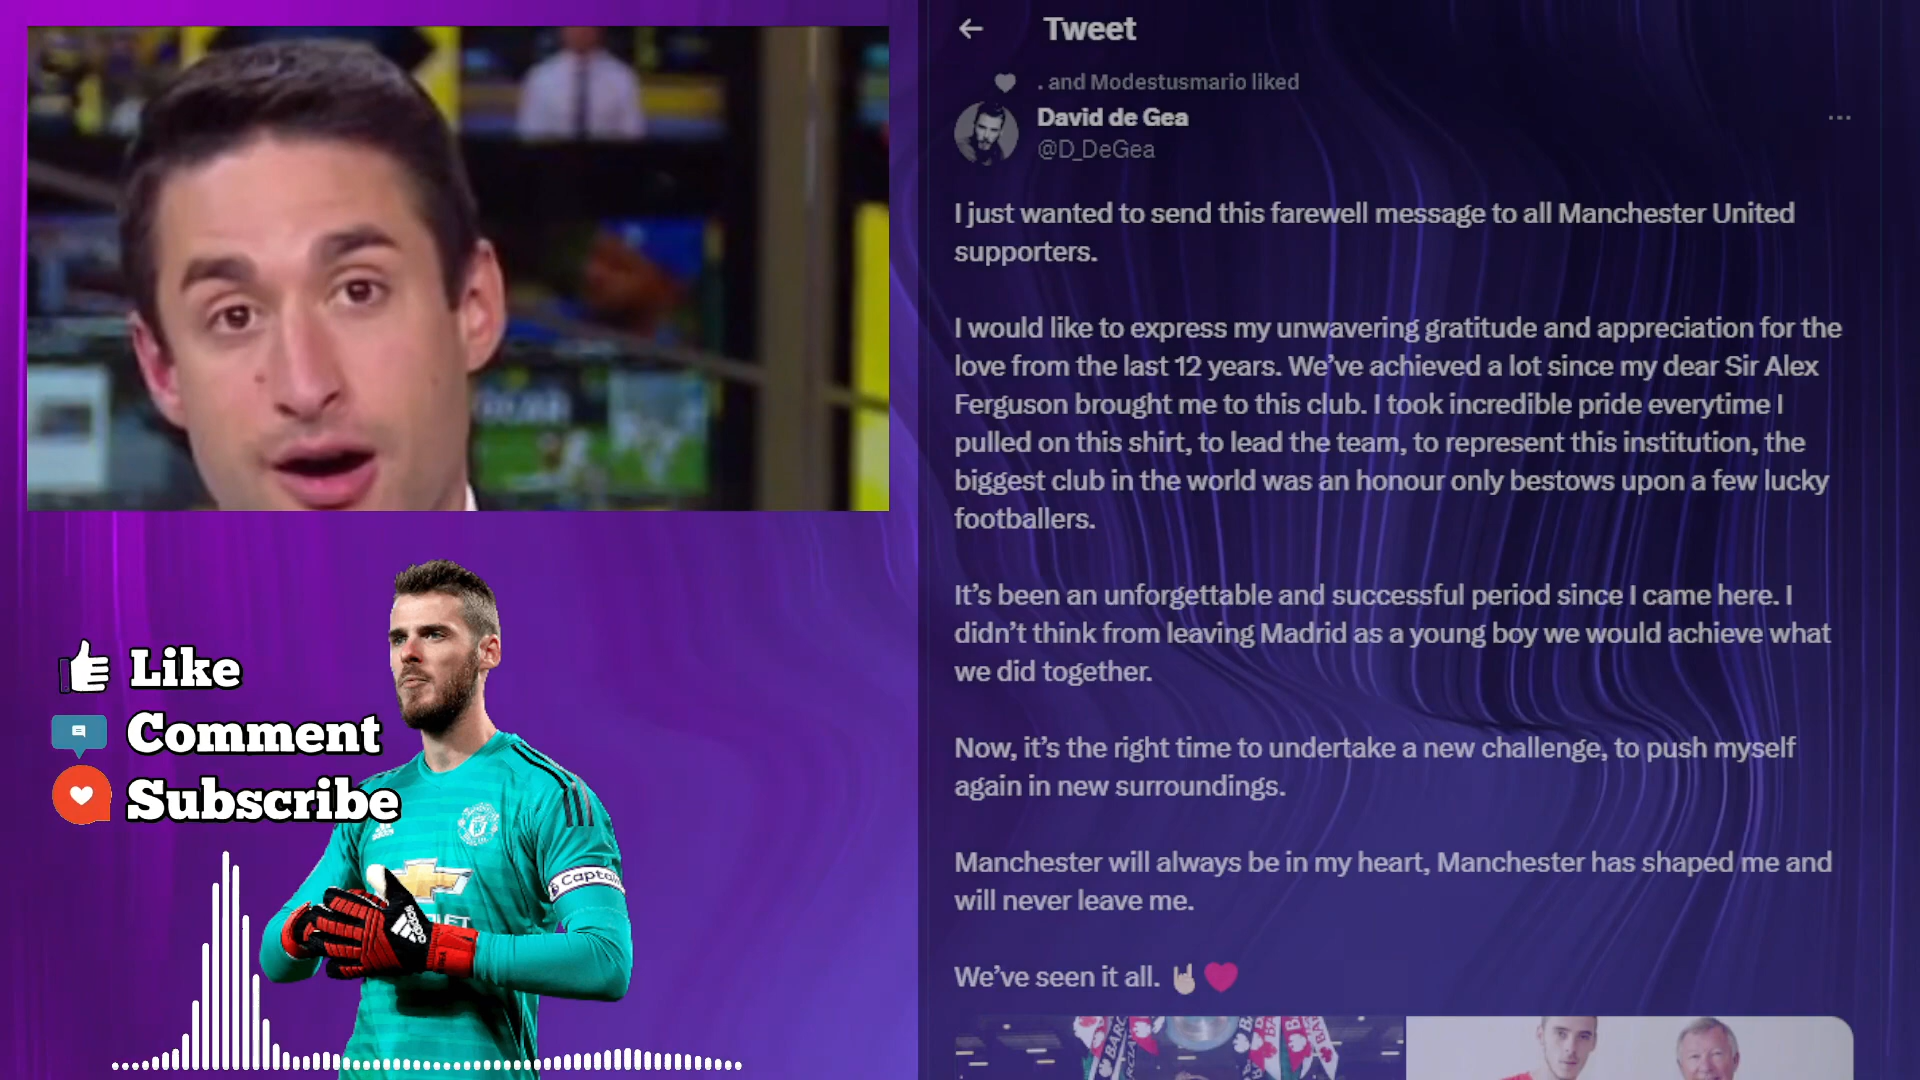 Tweet
. and Modestusmario liked
David de Gea
@D_DeGea
I just wanted to send this farewell message to all Manchester United
supporters.
I would like to express my unwavering gratitude and appreciation for the
love from the last 12 years. We’ve achieved a lot since my dear Sir Alex
Ferguson brought me to this club. I took incredible pride everytime I
pulled on this shirt, to lead the team, to represent this institution, the
biggest club in the world was an honour only bestows upon a few lucky
footballers.
It’s been an unforgettable and successful period since I came here. I
didn’t think from leaving Madrid as a young boy we would achieve what
we did together.
Now, it’s the right time to undertake a new challenge, to push myself
again in new surroundings.
Manchester will always be in my heart, Manchester has shaped me and
will never leave me.
We’ve seen it all. 🤘🏻❤️
Like
Comment
Subscribe
Captain
adidas